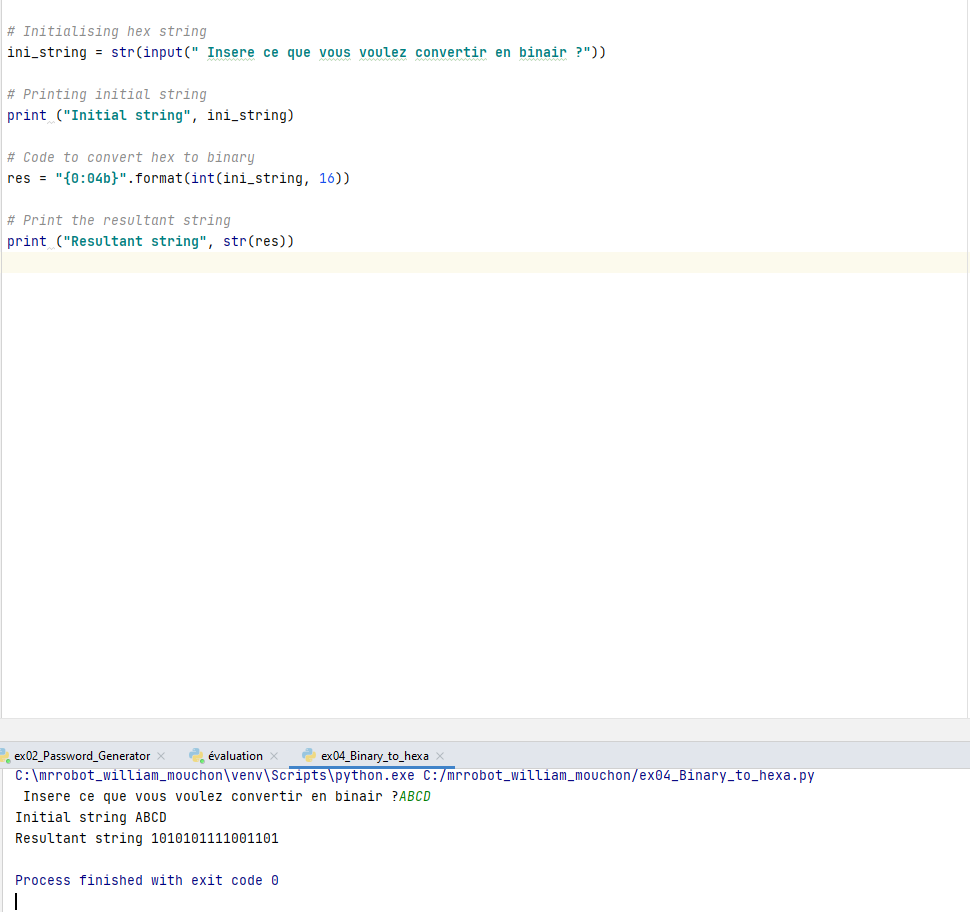 # Initialising hex string
ini_string = str(input(" Insere ce que vous voulez convertir en binair ?"))
# Printing initial string
print ("Initial string", ini_string)
# Code to convert hex to binary
res = "{0:04b}".format(int(ini_string, 16))
# Print the resultant string
print ("Resultant string", str(res))
ex02_Password_Generator évaluation ex04_Binary_to_hexa
C:\mrrobot_william_mouchon\venv\Scripts\python.exe C:/mrrobot_william_mouchon/ex04_Binary_to_hexa.py
Insere ce que vous voulez convertir en binair ?ABCD
Initial string ABCD
Resultant string 1010101111001101
Process finished with exit code 0